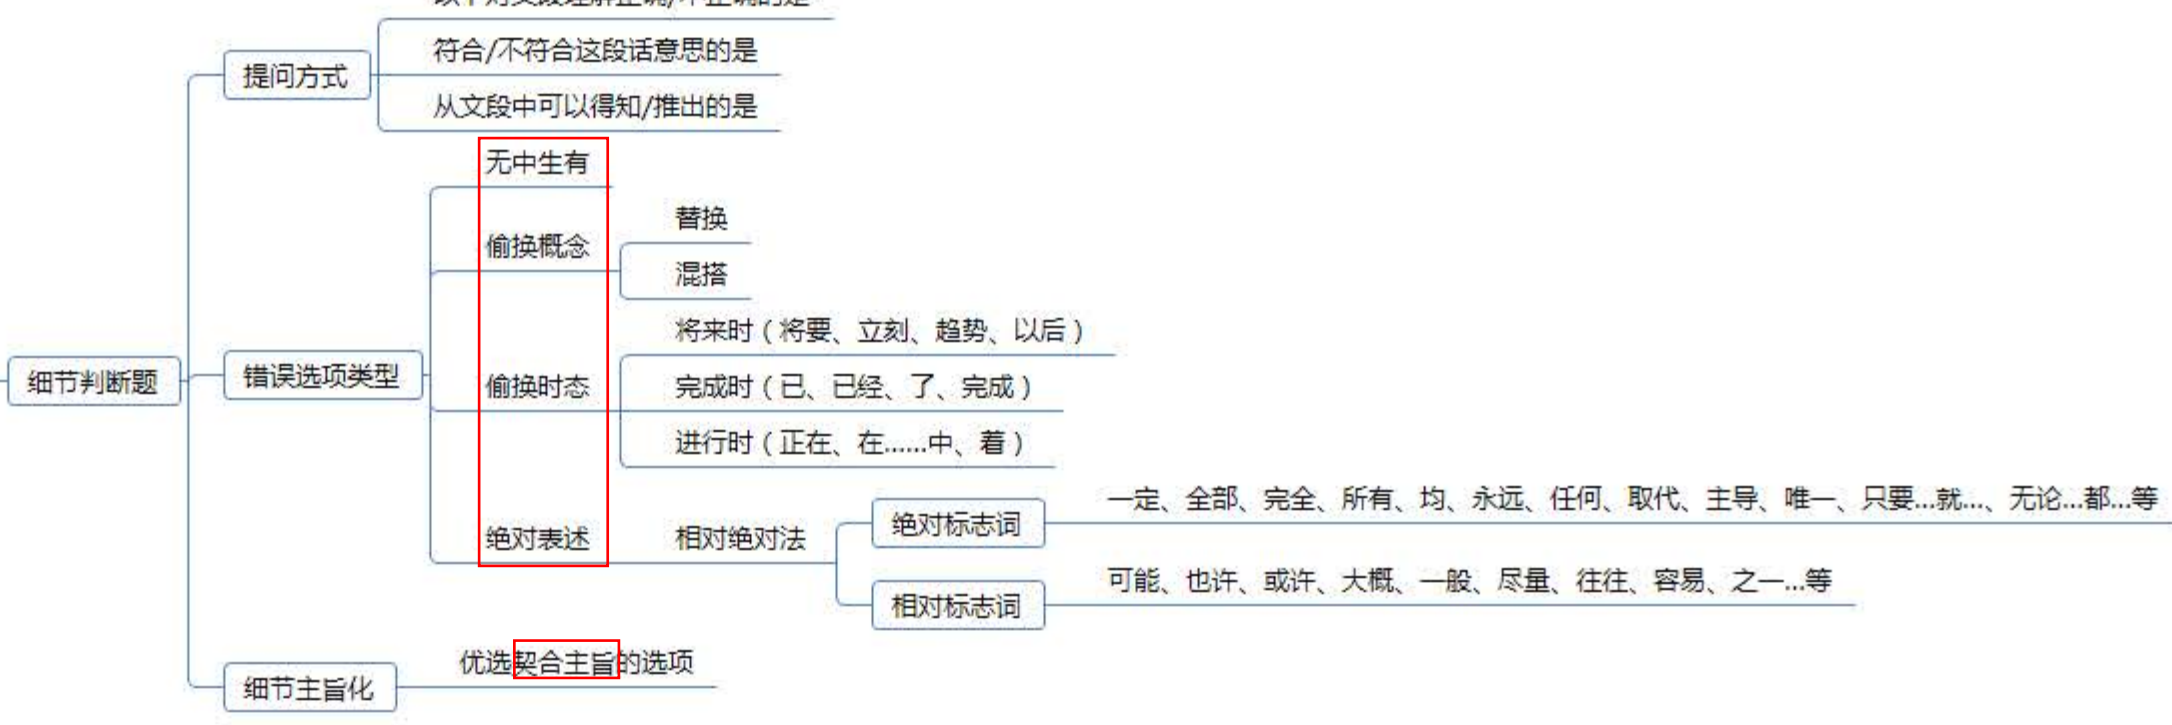 符合/不符合这段话意思的是
提问方式
从文段中可以得知/推出的是
无中生有
替换
偷换概念
混搭
将来时（将要、立刻、趋势、以后）
细节判断题
错误选项类型
偷换时态
完成时（已、已经、了、完成）
进行时（正在、在......中、着）
一定、全部、完全、所有、均、永远、任何、取代、主导、唯一、只要...就...、无论...都...等
绝对标志词
绝对表述
相对绝对法
可能、也许、或许、大概、一般、尽量、往往、容易、之一...等
相对标志词
优选契合主旨的选项
细节主旨化